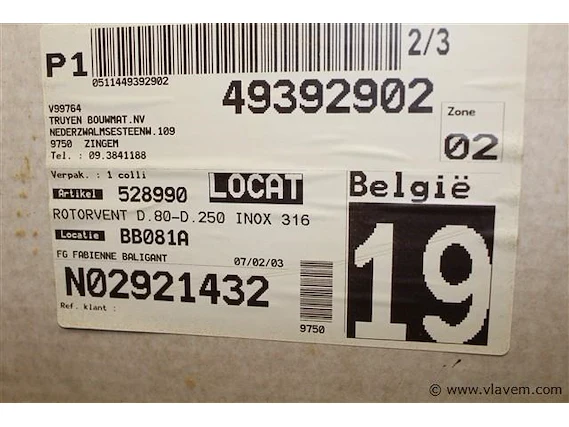 P1
2/3
0511449392902
49392902
V99764
TRUYEN BOUWMAT.NV
NEDERZWALMSESTEENW.109
9750 ZINGEM
Tel. : 09.3841188
Zone
02
Verpak. : 1 colli
Artikel 528990 LOCAT
België
ROTORVENT D.80-D.250 INOX 316
Locatie BB081A
19
FG FABIENNE BALIGANT 07/02/03
N02921432
Ref. klant :
9750
© www.vlavem.com